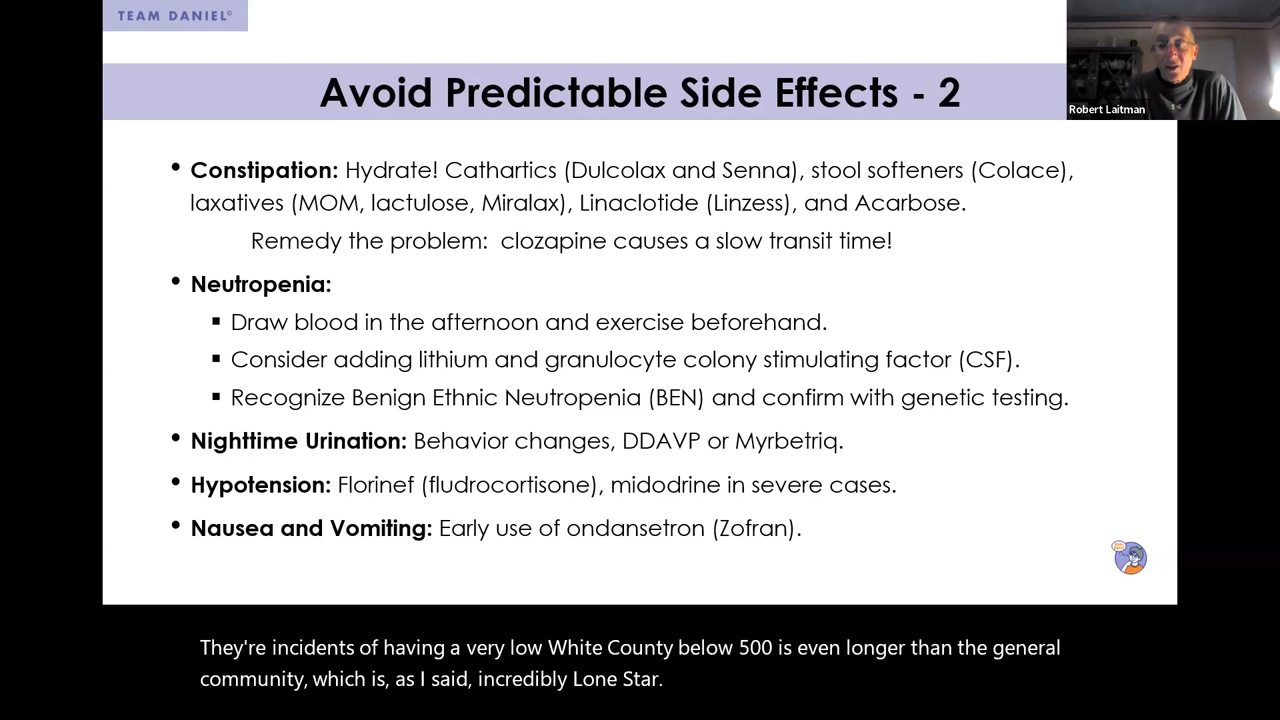 TEAM DANIEL©
Avoid Predictable Side Effects - 2
Robert Laitman
• Constipation: Hydrate! Cathartics (Dulcolax and Senna), stool softeners (Colace),
laxatives (MOM, lactulose, Miralax), Linaclotide (Linzess), and Acarbose.
Remedy the problem: clozapine causes a slow transit time!
• Neutropenia:
▪ Draw blood in the afternoon and exercise beforehand.
▪ Consider adding lithium and granulocyte colony stimulating factor (CSF).
▪ Recognize Benign Ethnic Neutropenia (BEN) and confirm with genetic testing.
• Nighttime Urination: Behavior changes, DDAVP or Myrbetriq.
• Hypotension: Florinef (fludrocortisone), midodrine in severe cases.
• Nausea and Vomiting: Early use of ondansetron (Zofran).
They're incidents of having a very low White County below 500 is even longer than the general
community, which is, as I said, incredibly Lone Star.